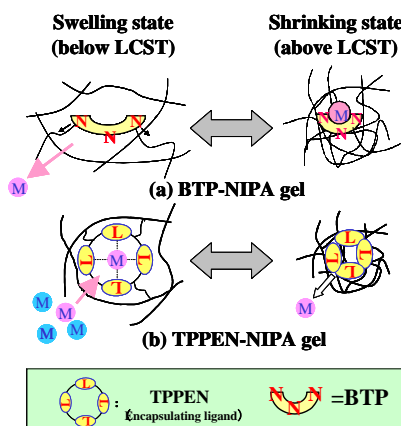 Swelling state
(below LCST)
Shrinking state
(above LCST)
N N
N
M
N M N
N
(a) BTP-NIPA gel
L
L M L
L
M
M M
M M
L
L L
L
M
(b) TPPEN-NIPA gel
: TPPEN
Encapsulating ligand)
N N
N
=BTP